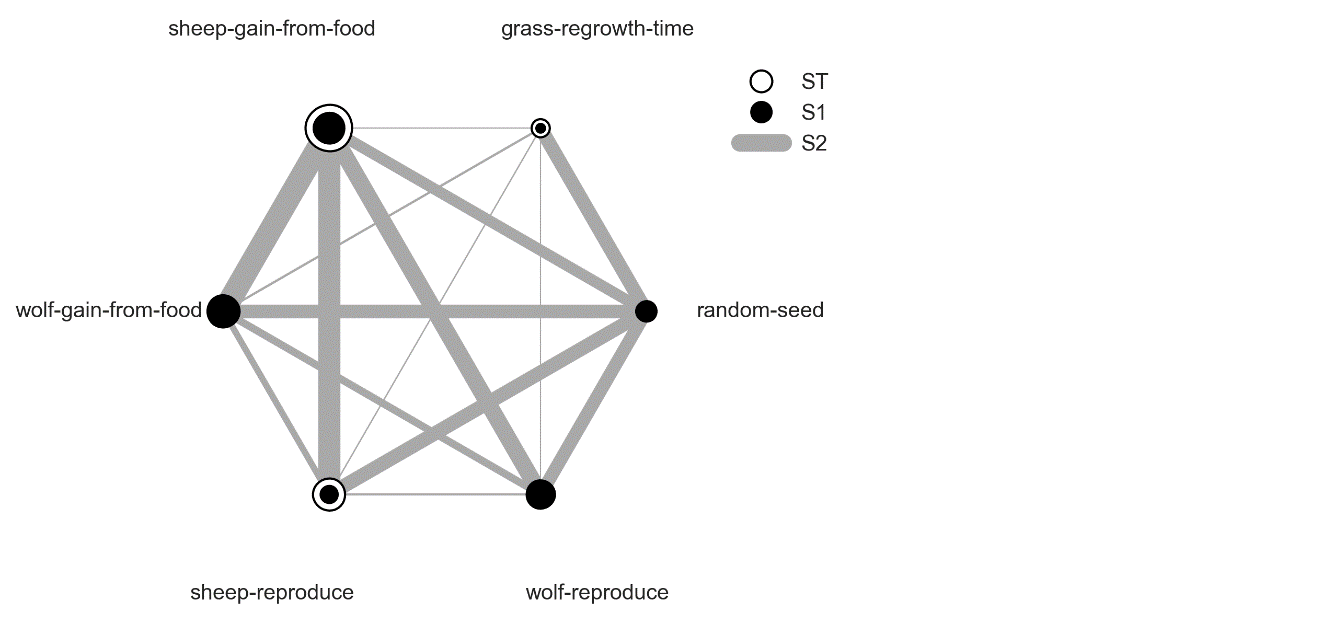 sheep-gain-from-food
grass-regrowth-time
ST
S1
S2
wolf-gain-from-food
random-seed
sheep-reproduce
wolf-reproduce